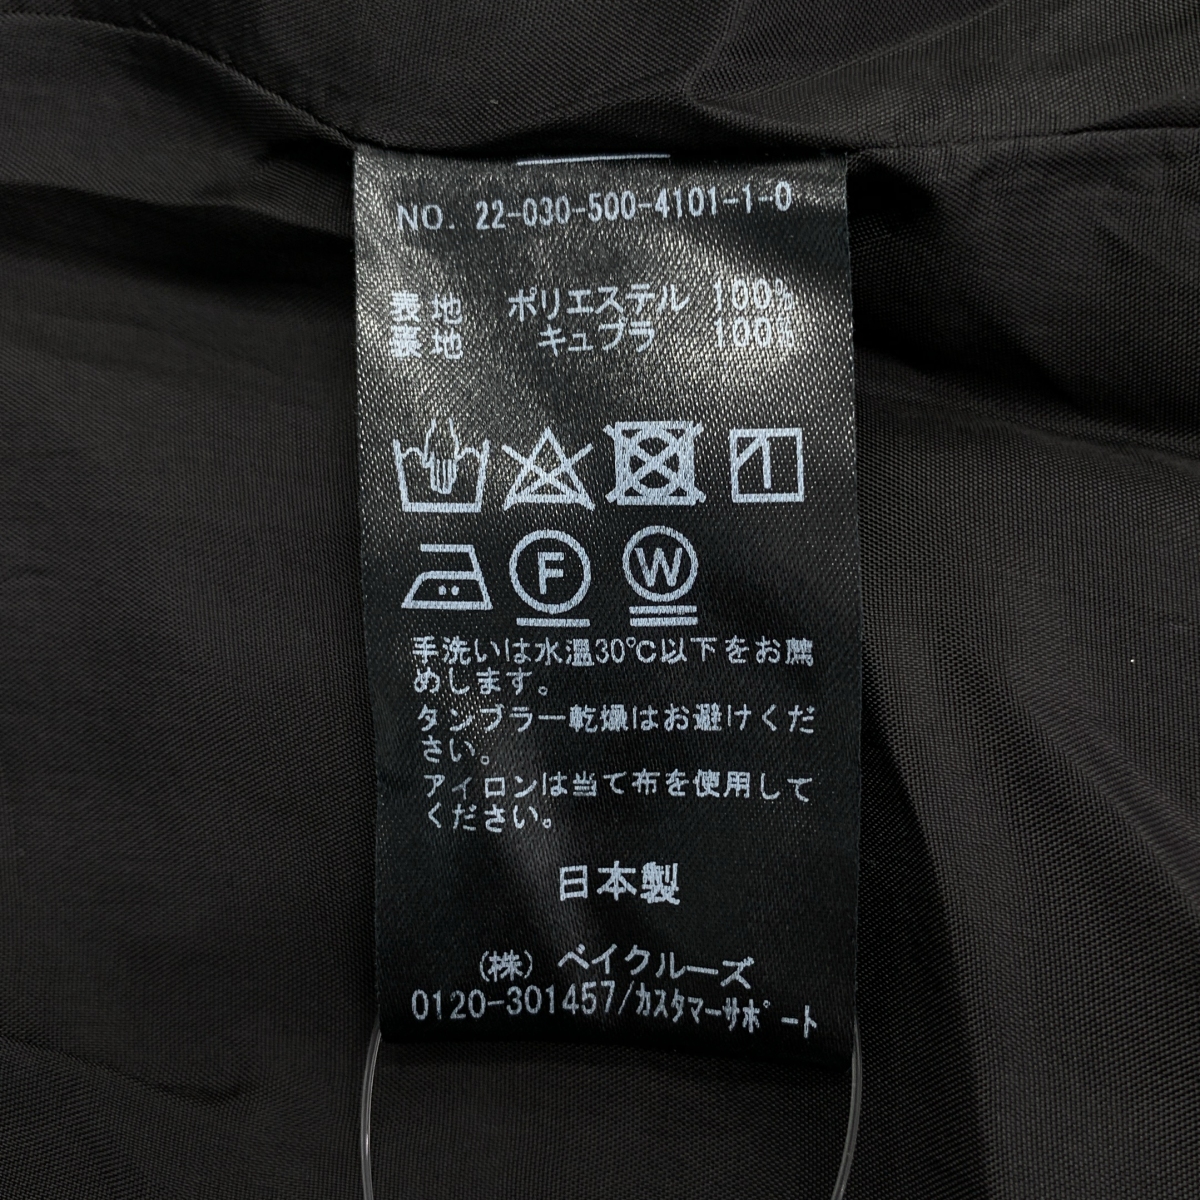 NO. 22-030-500-4101-1-0
表 地 ポリエステル 100%
裏 地 キュプラ 100%
F W
手洗いは水温30℃以下をお薦
めします。
タンブラー乾燥はお避けくだ
さい。
アイロンは当て布を使用して
ください。
日本製
(株) ベイクルーズ
0120-301457/ｶｽﾀﾏｰｻﾎﾟｰﾄ